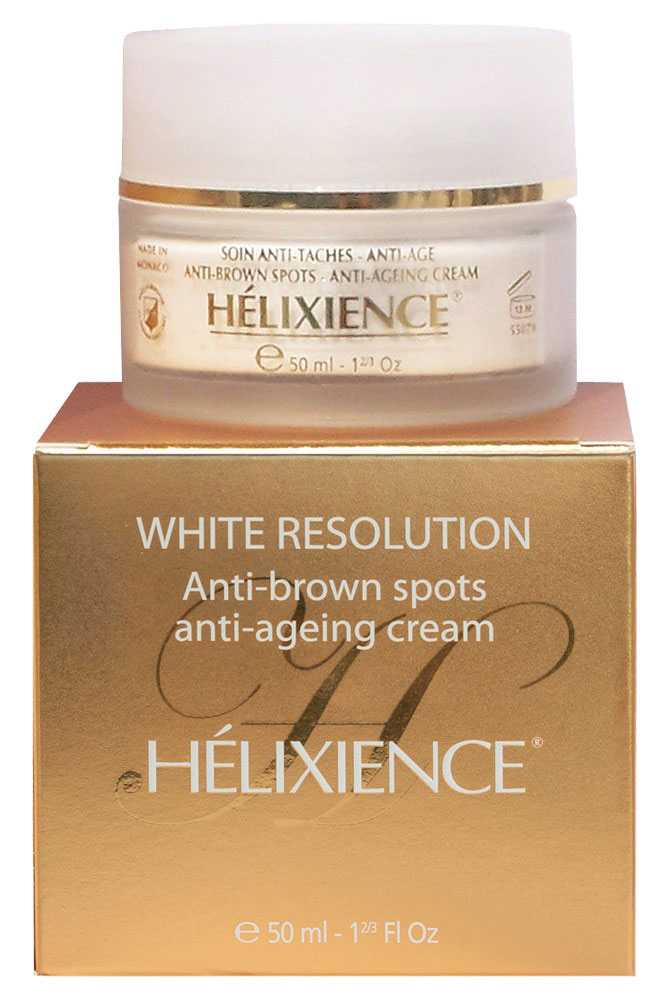 MADE IN
MONACO
SOIN ANTI-TACHES - ANTI-AGE
ANTI-BROWN SPOTS - ANTI-AGEING CREAM
HÉLIXIENCE®
℮ 50 ml - 1 2/3 Oz
12 M
WHITE RESOLUTION
Anti-brown spots
anti-ageing cream
H
HÉLIXIENCE®
℮ 50 ml - 1 2/3 Fl Oz